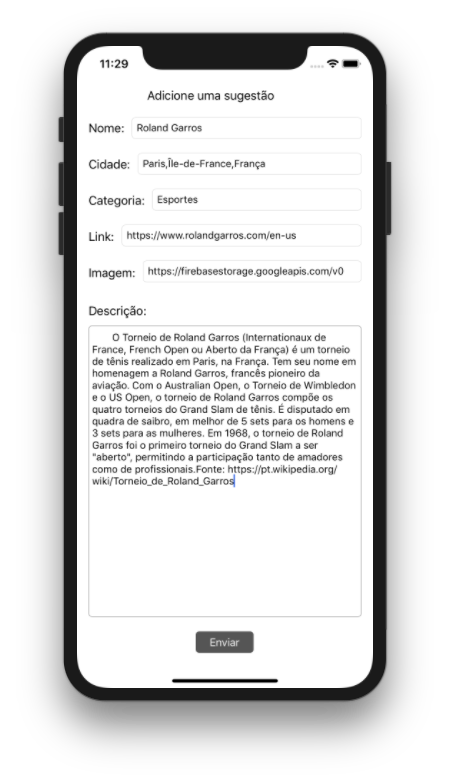 11:29
Adicione uma sugestão
Nome: Roland Garros
Cidade: Paris,Île-de-France,França
Categoria: Esportes
Link: https://www.rolandgarros.com/en-us
Imagem: https://firebasestorage.googleapis.com/v0
Descrição:
O Torneio de Roland Garros (Internationaux de
France, French Open ou Aberto da França) é um torneio
de tênis realizado em Paris, na França. Tem seu nome em
homenagem a Roland Garros, francês pioneiro da
aviação. Com o Australian Open, o Torneio de Wimbledon
e o US Open, o torneio de Roland Garros compõe os
quatro torneios do Grand Slam de tênis. É disputado em
quadra de saibro, em melhor de 5 sets para os homens e
3 sets para as mulheres. Em 1968, o torneio de Roland
Garros foi o primeiro torneio do Grand Slam a ser
"aberto", permitindo a participação tanto de amadores
como de profissionais.Fonte: https://pt.wikipedia.org/
wiki/Torneio_de_Roland_Garros
Enviar